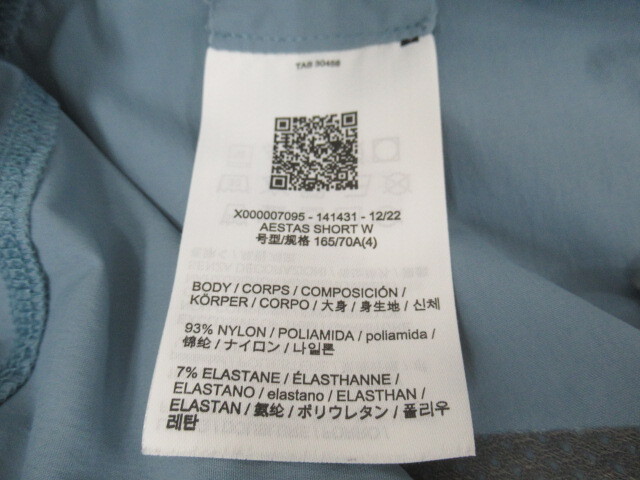 TAB 30458
X000007095 - 141431 - 12/22
AESTAS SHORT W
号型/规格 165/70A(4)
BODY / CORPS / COMPOSICIÓN /
KÖRPER / CORPO / 大身 / 身生地 / 신체
93% NYLON / POLIAMIDA / poliamida /
锦纶 / ナイロン / 나일론
7% ELASTANE / ÉLASTHANNE /
ELASTANO / elastano / ELASTHAN /
ELASTAN / 氨纶 / ポリウレタン / 폴리우
레탄